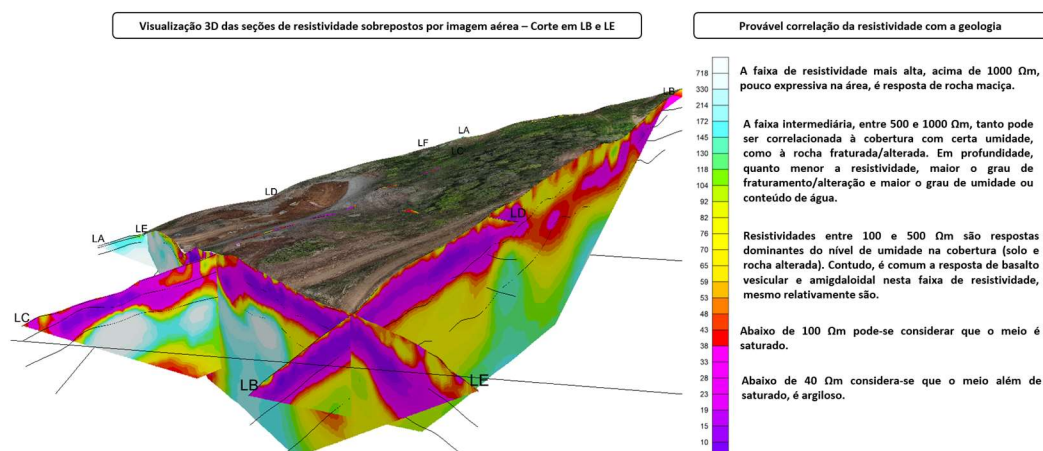 Visualização 3D das seções de resistividade sobrepostos por imagem aérea – Corte em LB e LE
Provável correlação da resistividade com a geologia
LB
LA
LF
LC
LD
LD
LE
LA
LC
LB
LE
718
330
214
172
145
130
118
104
92
82
76
70
65
59
53
48
43
38
33
28
23
19
15
10
A faixa de resistividade mais alta, acima de 1000 Ωm,
pouco expressiva na área, é resposta de rocha maciça.
A faixa intermediária, entre 500 e 1000 Ωm, tanto pode
ser correlacionada à cobertura com certa umidade,
como à rocha fraturada/alterada. Em profundidade,
quanto menor a resistividade, maior o grau de
fraturamento/alteração e maior o grau de umidade ou
conteúdo de água.
Resistividades entre 100 e 500 Ωm são respostas
dominantes do nível de umidade na cobertura (solo e
rocha alterada). Contudo, é comum a resposta de basalto
vesicular e amigdaloidal nesta faixa de resistividade,
mesmo relativamente são.
Abaixo de 100 Ωm pode-se considerar que o meio é
saturado.
Abaixo de 40 Ωm considera-se que o meio além de
saturado, é argiloso.